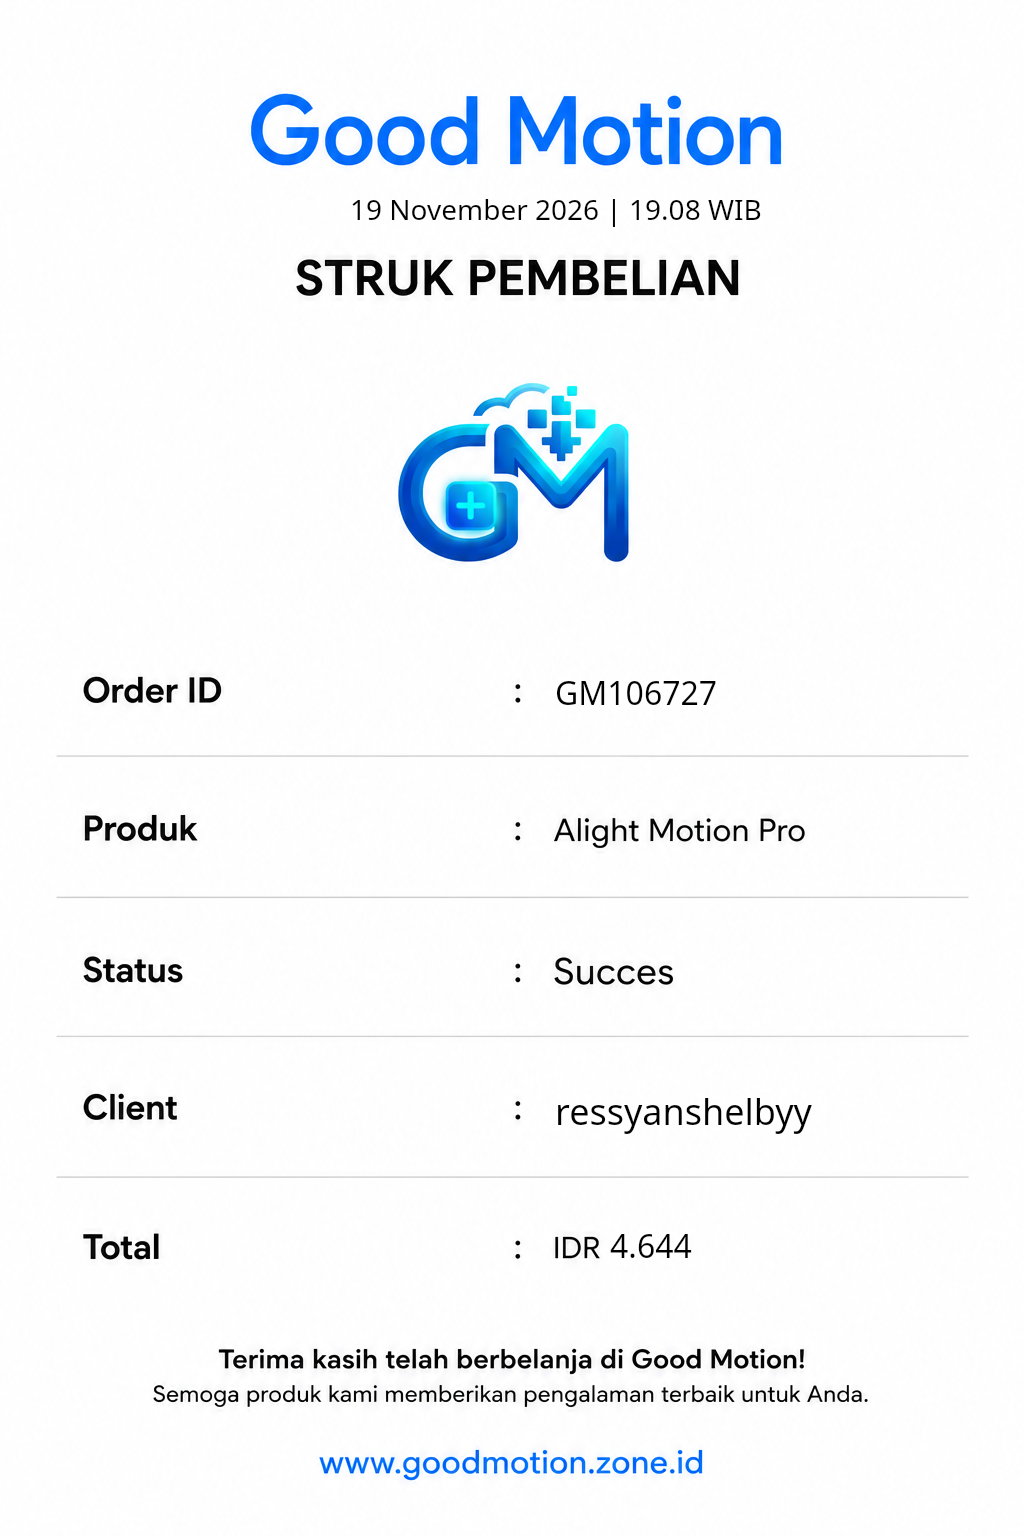 Good Motion
19 November 2026 | 19.08 WIB
STRUK PEMBELIAN
GM
Order ID : GM106727
Produk : Alight Motion Pro
Status : Succes
Client : ressyanshelbyy
Total : IDR 4.644
Terima kasih telah berbelanja di Good Motion!
Semoga produk kami memberikan pengalaman terbaik untuk Anda.
www.goodmotion.zone.id